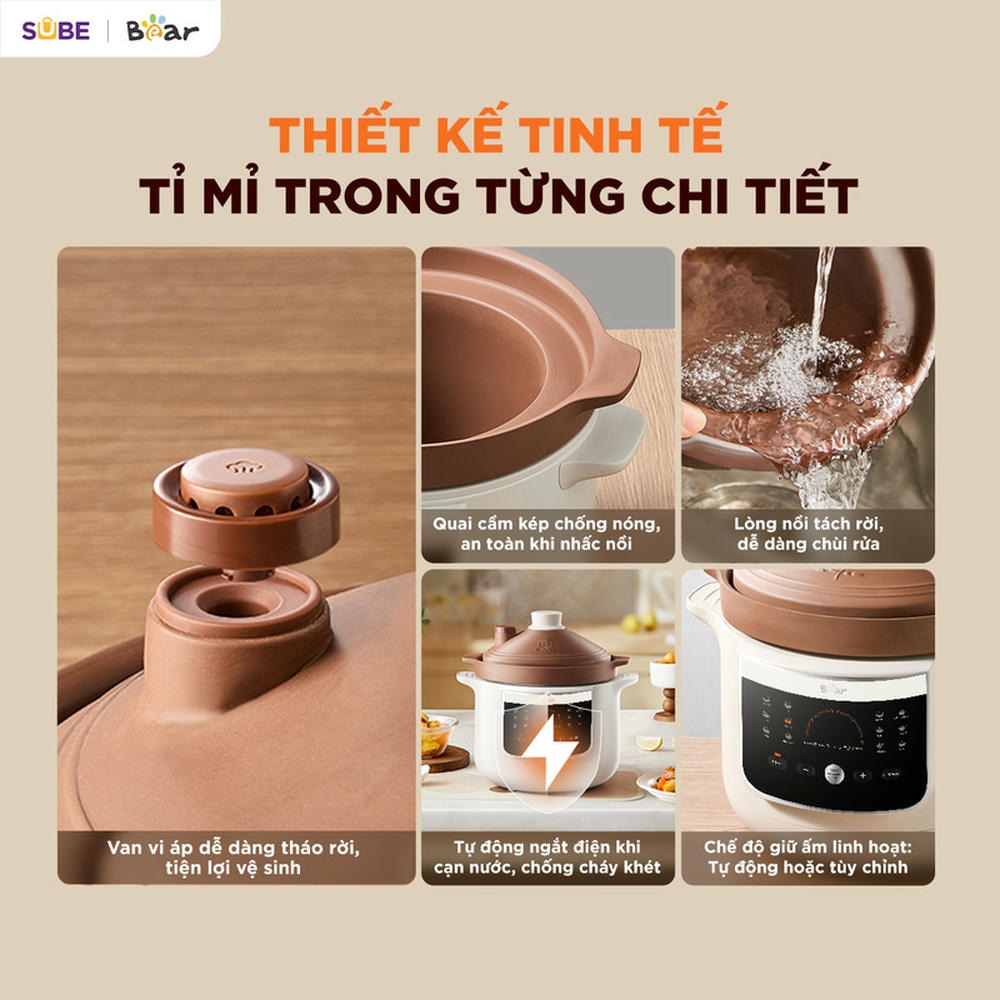 SUBE
Bear
THIẾT KẾ TINH TẾ
TỈ MỈ TRONG TỪNG CHI TIẾT
Quai cầm kép chống nóng,
an toàn khi nhấc nồi
Lòng nồi tách rời,
dễ dàng chùi rửa
Van vi áp dễ dàng tháo rời,
tiện lợi vệ sinh
Tự động ngắt điện khi
cạn nước, chống cháy khét
Bear
Chế độ giữ ấm linh hoạt:
Tự động hoặc tùy chỉnh